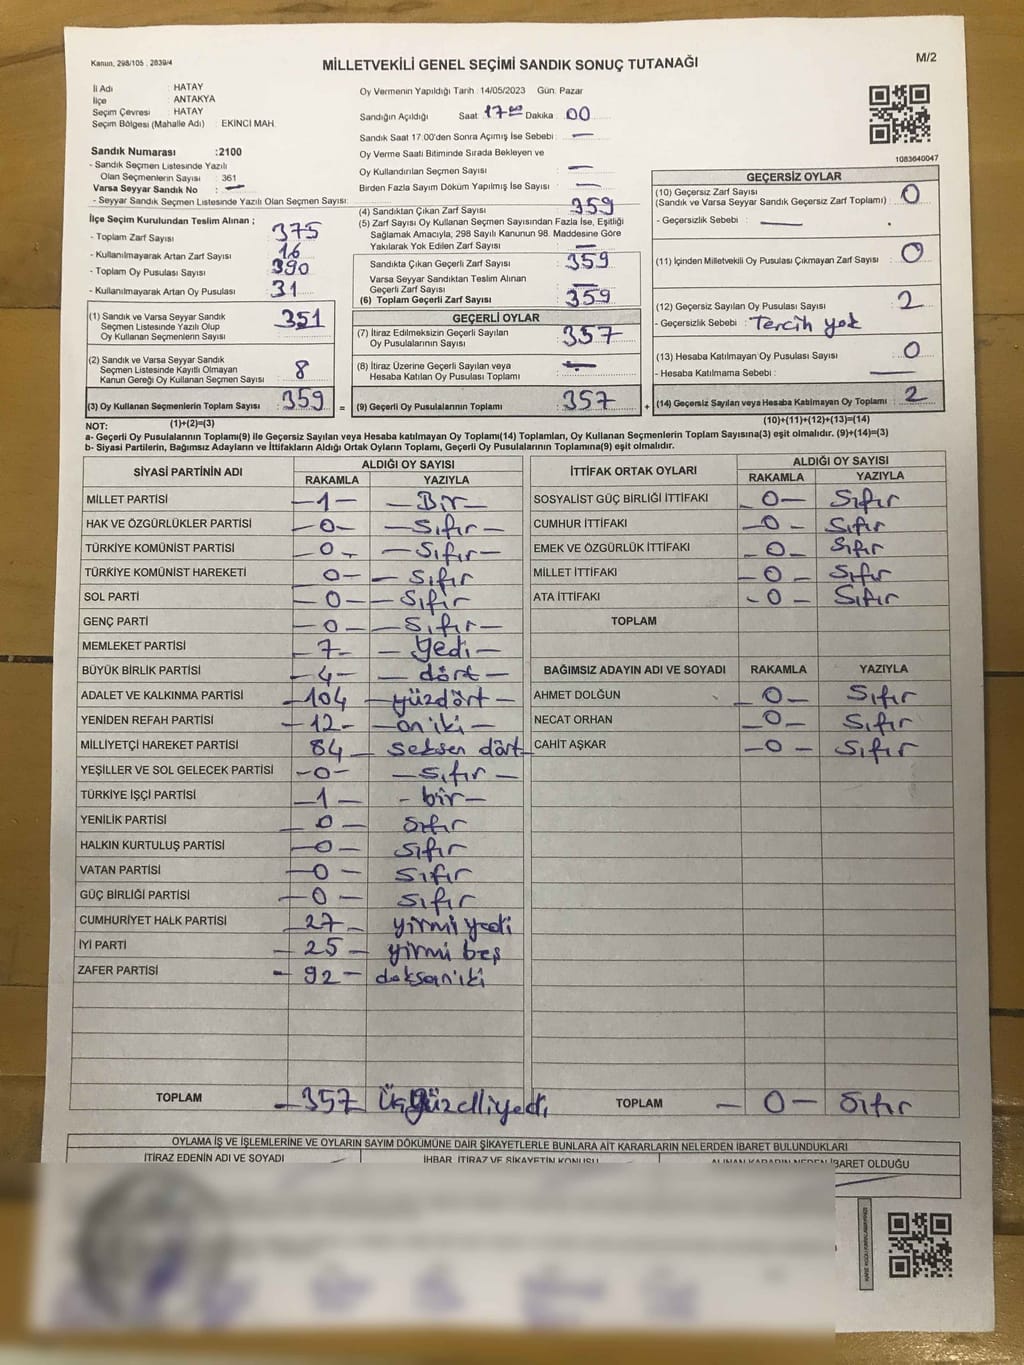 Kanun, 298/105 , 2839/4
M/2
MİLLETVEKİLİ GENEL SEÇİMİ SANDIK SONUÇ TUTANAĞI
İl Adı : HATAY
İlçe : ANTAKYA
Seçim Çevresi : HATAY
Seçim Bölgesi (Mahalle Adı) : EKİNCİ MAH.
Sandık Numarası :2100
- Sandık Seçmen Listesinde Yazılı
Olan Seçmenlerin Sayısı : 361
Varsa Seyyar Sandık No : —
- Seyyar Sandık Seçmen Listesinde Yazılı Olan Seçmen Sayısı:
İlçe Seçim Kurulundan Teslim Alınan ;
- Toplam Zarf Sayısı : 375
- Kullanılmayarak Artan Zarf Sayısı : 16
- Toplam Oy Pusulası Sayısı : 390
- Kullanılmayarak Artan Oy Pusulası : 31
(1) Sandık ve Varsa Seyyar Sandık
Seçmen Listesinde Yazılı Olup
Oy Kullanan Seçmenlerin Sayısı : 351
(2) Sandık ve Varsa Seyyar Sandık
Seçmen Listesinde Kayıtlı Olmayan
Kanun Gereği Oy Kullanan Seçmen Sayısı : 8
(3) Oy Kullanan Seçmenlerin Toplam Sayısı : 359
(1)+(2)=(3)
Oy Vermenin Yapıldığı Tarih : 14/05/2023 Gün: Pazar
Sandığın Açıldığı Saat 17 00 Dakika : 00
Sandık Saat 17:00'den Sonra Açımış İse Sebebi : —
Oy Verme Saati Bitiminde Sırada Bekleyen ve
Oy Kullandırılan Seçmen Sayısı : —
Birden Fazla Sayım Döküm Yapılmış İse Sayısı : —
(4) Sandıktan Çıkan Zarf Sayısı : 359
(5) Zarf Sayısı Oy Kullanan Seçmen Sayısından Fazla İse, Eşitliği
Sağlamak Amacıyla, 298 Sayılı Kanunun 98. Maddesine Göre
Yakılarak Yok Edilen Zarf Sayısı : —
Sandıkta Çıkan Geçerli Zarf Sayısı : 359
Varsa Seyyar Sandıktan Teslim Alınan
Geçerli Zarf Sayısı : —
(6) Toplam Geçerli Zarf Sayısı : 359
GEÇERLİ OYLAR
(7) İtiraz Edilmeksizin Geçerli Sayılan
Oy Pusulalarının Sayısı : 357
(8) İtiraz Üzerine Geçerli Sayılan veya
Hesaba Katılan Oy Pusulası Toplamı : —
= (9) Geçerli Oy Pusulalarının Toplamı : 357
1083640047
GEÇERSİZ OYLAR
(10) Geçersiz Zarf Sayısı
(Sandık ve Varsa Seyyar Sandık Geçersiz Zarf Toplamı) : 0
- Geçersizlik Sebebi : —
(11) İçinden Milletvekili Oy Pusulası Çıkmayan Zarf Sayısı : 0
(12) Geçersiz Sayılan Oy Pusulası Sayısı : 2
- Geçersizlik Sebebi : Tercih yok
(13) Hesaba Katılmayan Oy Pusulası Sayısı : 0
- Hesaba Katılmama Sebebi : —
+ (14) Geçersiz Sayılan veya Hesaba Katılmayan Oy Toplamı : 2
(10)+(11)+(12)+(13)=(14)
NOT:
a- Geçerli Oy Pusulalarının Toplamı(9) ile Geçersiz Sayılan veya Hesaba katılmayan Oy Toplamı(14) Toplamları, Oy Kullanan Seçmenlerin Toplam Sayısına(3) eşit olmalıdır. (9)+(14)=(3)
b- Siyasi Partilerin, Bağımsız Adayların ve İttifakların Aldığı Ortak Oyların Toplamı, Geçerli Oy Pusulalarının Toplamına(9) eşit olmalıdır.
SİYASİ PARTİNİN ADI ALDIĞI OY SAYISI
RAKAMLA YAZIYLA
MİLLET PARTİSİ –1– –Bir–
HAK VE ÖZGÜRLÜKLER PARTİSİ –0– –Sıfır–
TÜRKİYE KOMÜNİST PARTİSİ –0– –Sıfır–
TÜRKİYE KOMÜNİST HAREKETİ 0– –Sıfır
SOL PARTİ –0– –Sıfır
GENÇ PARTİ –0– –Sıfır–
MEMLEKET PARTİSİ –7– –Yedi–
BÜYÜK BİRLİK PARTİSİ –4– –dört–
ADALET VE KALKINMA PARTİSİ –104 –yüzdört–
YENİDEN REFAH PARTİSİ –12– –on'iki–
MİLLİYETÇİ HAREKET PARTİSİ 84– seksen dört
YEŞİLLER VE SOL GELECEK PARTİSİ –0– –sıfır–
TÜRKİYE İŞÇİ PARTİSİ –1– –bir–
YENİLİK PARTİSİ –0– Sıfır
HALKIN KURTULUŞ PARTİSİ –0– Sıfır
VATAN PARTİSİ –0– Sıfır
GÜÇ BİRLİĞİ PARTİSİ –0– Sıfır
CUMHURİYET HALK PARTİSİ 27– yirmi yedi
İYİ PARTİ –25– yirmi beş
ZAFER PARTİSİ –92– doksan'iki
TOPLAM –357 Üçyüzelliyedi
İTTİFAK ORTAK OYLARI ALDIĞI OY SAYISI
RAKAMLA YAZIYLA
SOSYALİST GÜÇ BİRLİĞİ İTTİFAKI –0– Sıfır
CUMHUR İTTİFAKI –0– Sıfır
EMEK VE ÖZGÜRLÜK İTTİFAKI –0– Sıfır
MİLLET İTTİFAKI –0– Sıfır
ATA İTTİFAKI –0– Sıfır
TOPLAM
BAĞIMSIZ ADAYIN ADI VE SOYADI RAKAMLA YAZIYLA
AHMET DOLĞUN –0– Sıfır
NECAT ORHAN –0– Sıfır
CAHİT AŞKAR –0– Sıfır
TOPLAM –0– Sıfır
OYLAMA İŞ VE İŞLEMLERİNE VE OYLARIN SAYIM DÖKÜMÜNE DAİR ŞİKAYETLERLE BUNLARA AİT KARARLARIN NELERDEN İBARET BULUNDUKLARI
İTİRAZ EDENİN ADI VE SOYADI
İHBAR, İTİRAZ VE ŞİKAYETİN KONUSU
ALINAN KARARIN NEDEN İBARET OLDUĞU